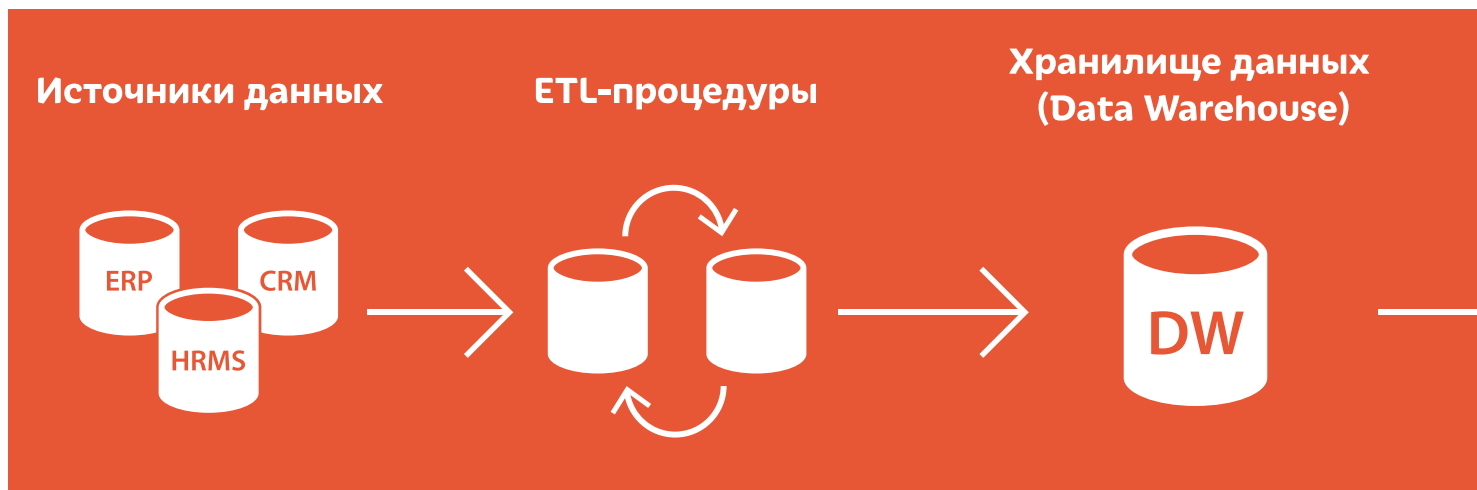 Источники данных
ETL-процедуры
Хранилище данных
(Data Warehouse)
ERP
CRM
HRMS
DW